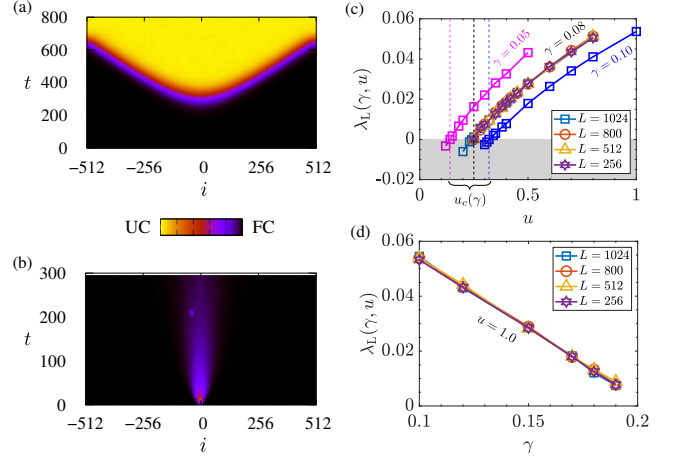 (a)
800
600
t
400
200
0
-512 -256 0 256 512
i
UC FC
(b)
300
200
t
100
0
-512 -256 0 256 512
i
(c)
0.06
0.04
0.02
0
-0.02
λL(γ, u)
γ = 0.05
γ = 0.08
γ = 0.10
L = 1024
L = 800
L = 512
L = 256
0 0.5 1
uc(γ)
u
(d)
0.06
0.04
0.02
0
λL(γ, u)
u = 1.0
L = 1024
L = 800
L = 512
L = 256
0.1 0.15 0.2
γ